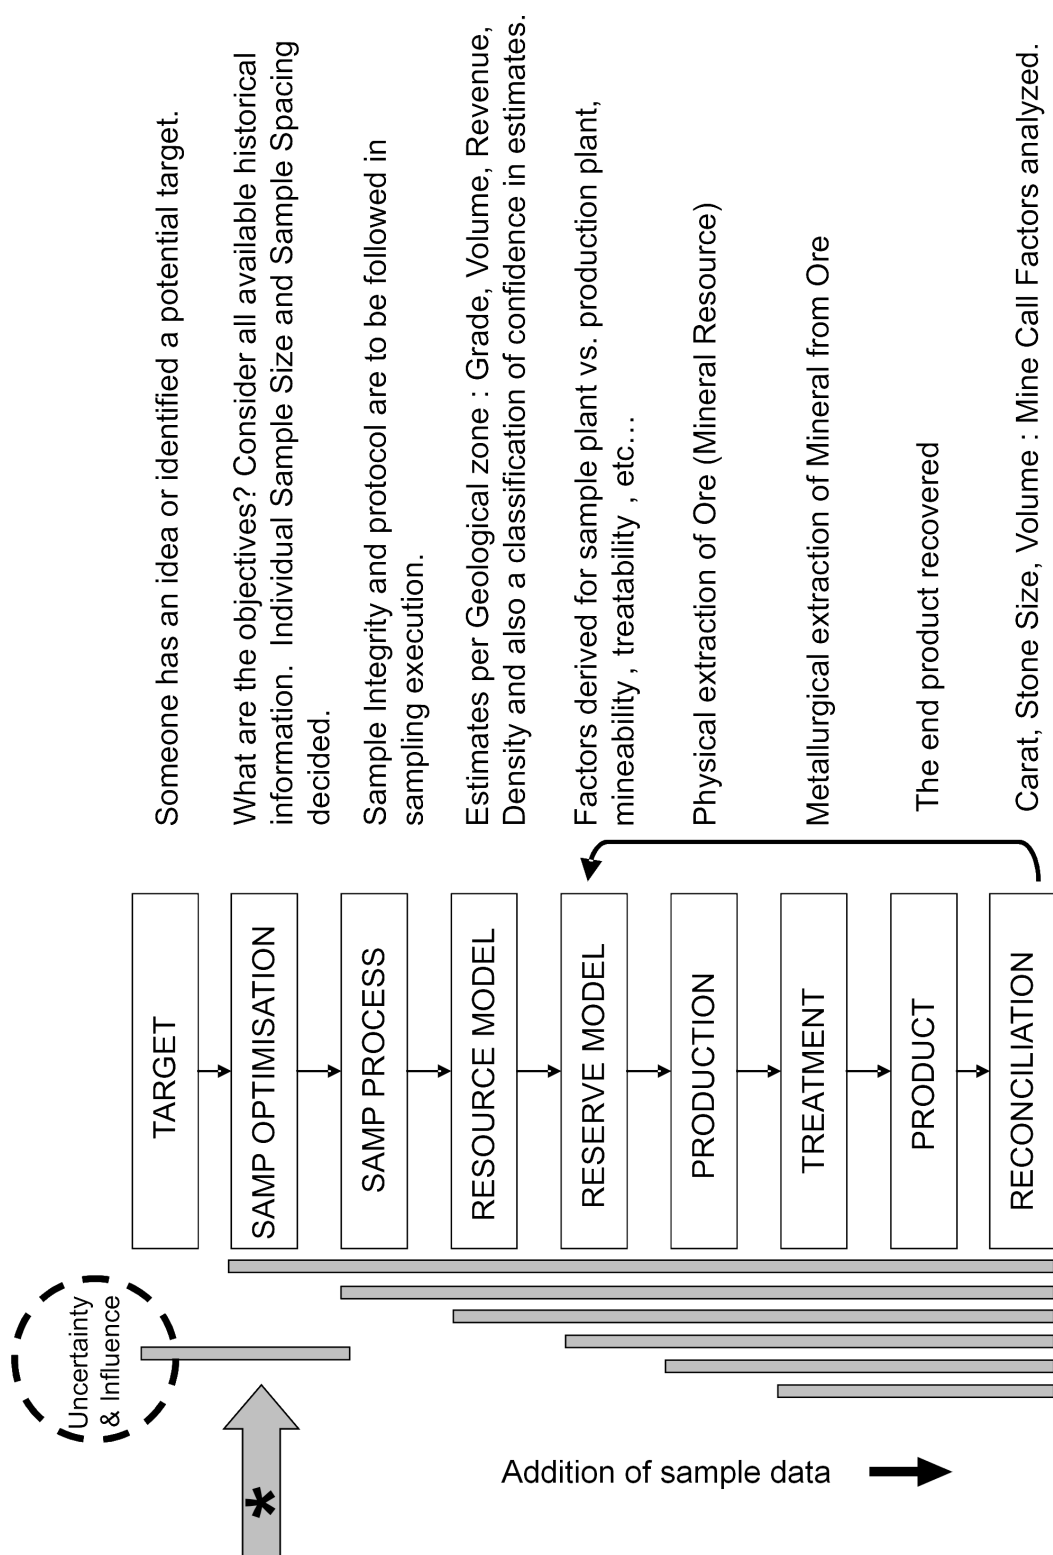 Uncertainty
& Influence
*
Addition of sample data
TARGET
Someone has an idea or identified a potential target.
SAMP OPTIMISATION
What are the objectives? Consider all available historical
information. Individual Sample Size and Sample Spacing
decided.
SAMP PROCESS
Sample Integrity and protocol are to be followed in
sampling execution.
RESOURCE MODEL
Estimates per Geological zone : Grade, Volume, Revenue,
Density and also a classification of confidence in estimates.
RESERVE MODEL
Factors derived for sample plant vs. production plant,
mineability , treatability , etc...
PRODUCTION
Physical extraction of Ore (Mineral Resource)
TREATMENT
Metallurgical extraction of Mineral from Ore
PRODUCT
The end product recovered
RECONCILIATION
Carat, Stone Size, Volume : Mine Call Factors analyzed.